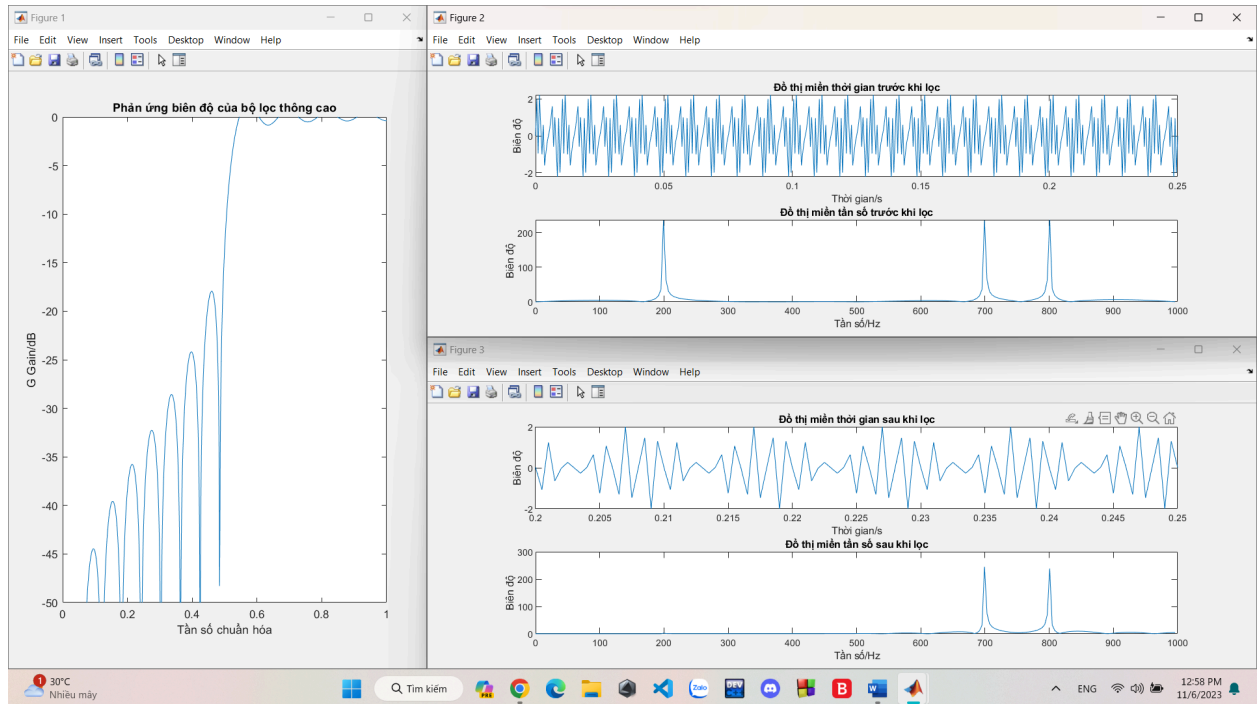 Figure 1
File Edit View Insert Tools Desktop Window Help
Phản ứng biên độ của bộ lọc thông cao
G Gain/dB
0
-5
-10
-15
-20
-25
-30
-35
-40
-45
-50
0 0.2 0.4 0.6 0.8 1
Tần số chuẩn hóa
Figure 2
File Edit View Insert Tools Desktop Window Help
Đồ thị miền thời gian trước khi lọc
Biên độ
2
0
-2
0 0.05 0.1 0.15 0.2 0.25
Thời gian/s
Đồ thị miền tần số trước khi lọc
Biên độ
200
100
0
0 100 200 300 400 500 600 700 800 900 1000
Tần số/Hz
Figure 3
File Edit View Insert Tools Desktop Window Help
Đồ thị miền thời gian sau khi lọc
Biên độ
2
0
-2
0.2 0.205 0.21 0.215 0.22 0.225 0.23 0.235 0.24 0.245 0.25
Thời gian/s
Đồ thị miền tần số sau khi lọc
Biên độ
300
200
100
0
0 100 200 300 400 500 600 700 800 900 1000
Tần số/Hz
1
30°C
Nhiều mây
Tìm kiếm
PRE
Zalo
DEV
B
W
ENG
12:58 PM
11/6/2023